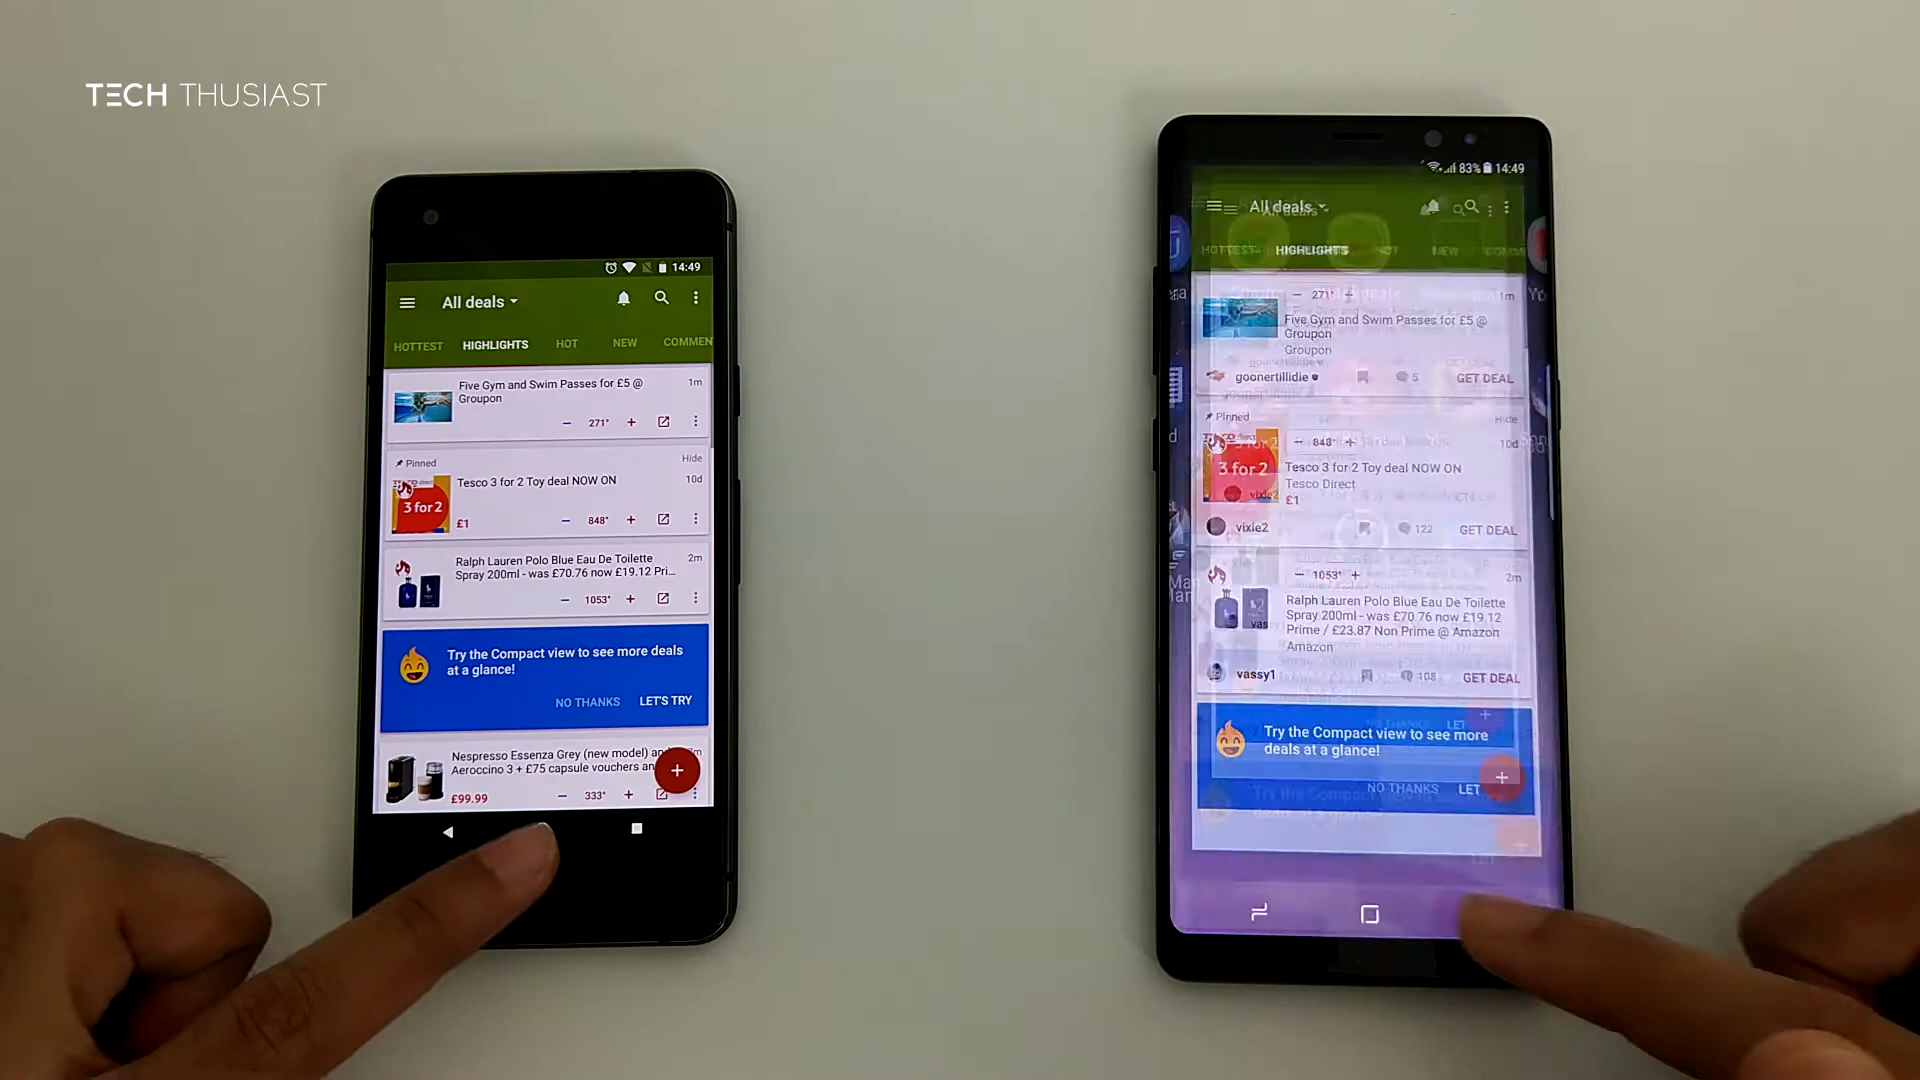 TECH THUSIAST
14:49
All deals
HOTTEST HIGHLIGHTS HOT NEW COMMEN
Five Gym and Swim Passes for £5 @
Groupon
1m
271°
Pinned
Hide
Tesco 3 for 2 Toy deal NOW ON
10d
3 for 2
£1
848°
Ralph Lauren Polo Blue Eau De Toilette
Spray 200ml - was £70.76 now £19.12 Pri...
2m
1053°
Try the Compact view to see more deals
at a glance!
NO THANKS LET'S TRY
Nespresso Essenza Grey (new model) an
Aeroccino 3 + £75 capsule vouchers an
£99.99
333°
83% 14:49
All deals
HOTTEST HIGHLIGHTS HOT NEW
271°
1m
Five Gym and Swim Passes for £5 @
Groupon
Groupon
goonertillidie
5
GET DEAL
Pinned
Hide
848°
10d
3 for 2
Tesco 3 for 2 Toy deal NOW ON
Tesco Direct
£1
vixie2
122
GET DEAL
1053°
2m
Ralph Lauren Polo Blue Eau De Toilette
Spray 200ml - was £70.76 now £19.12
Prime / £23.87 Non Prime @ Amazon
Amazon
vassy1
108
GET DEAL
Try the Compact view to see more
deals at a glance!
NO THANKS LET